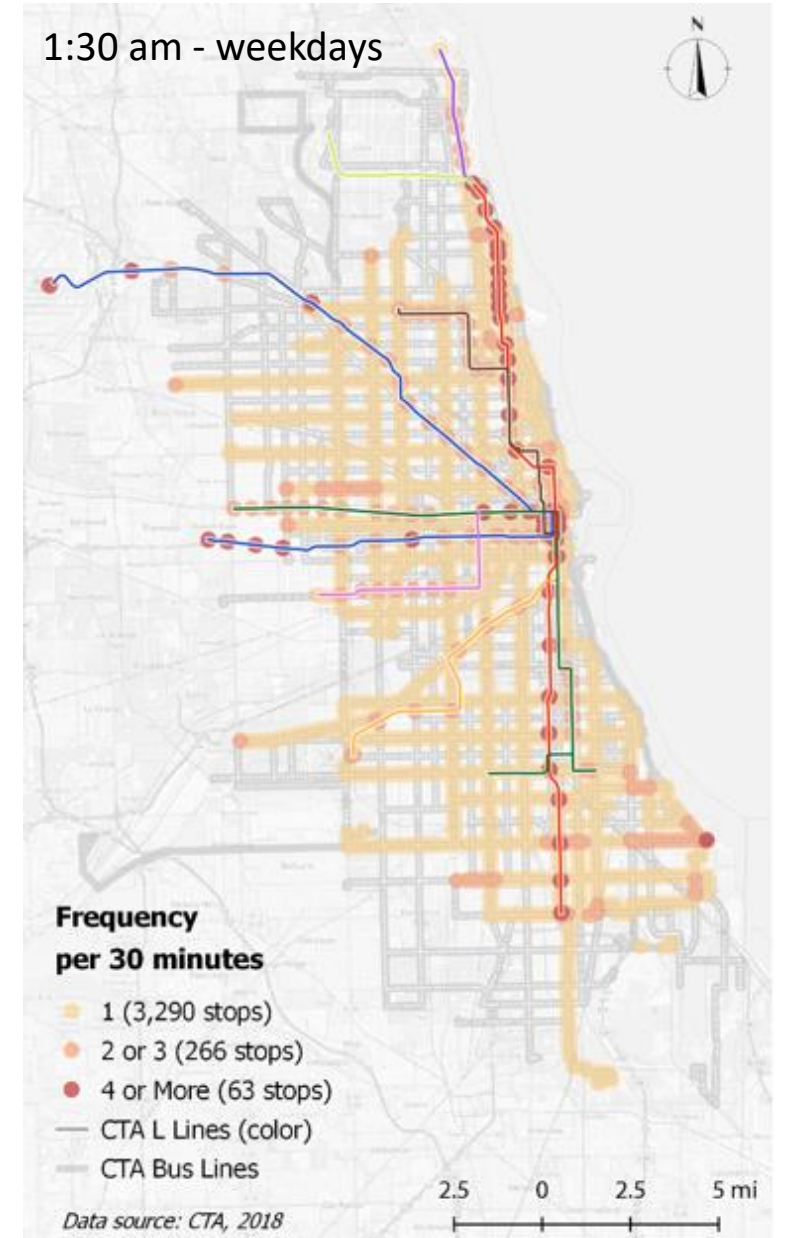 1:30 am - weekdays
N
Frequency
per 30 minutes
1 (3,290 stops)
2 or 3 (266 stops)
4 or More (63 stops)
CTA L Lines (color)
CTA Bus Lines
Data source: CTA, 2018
2.5 0 2.5 5 mi